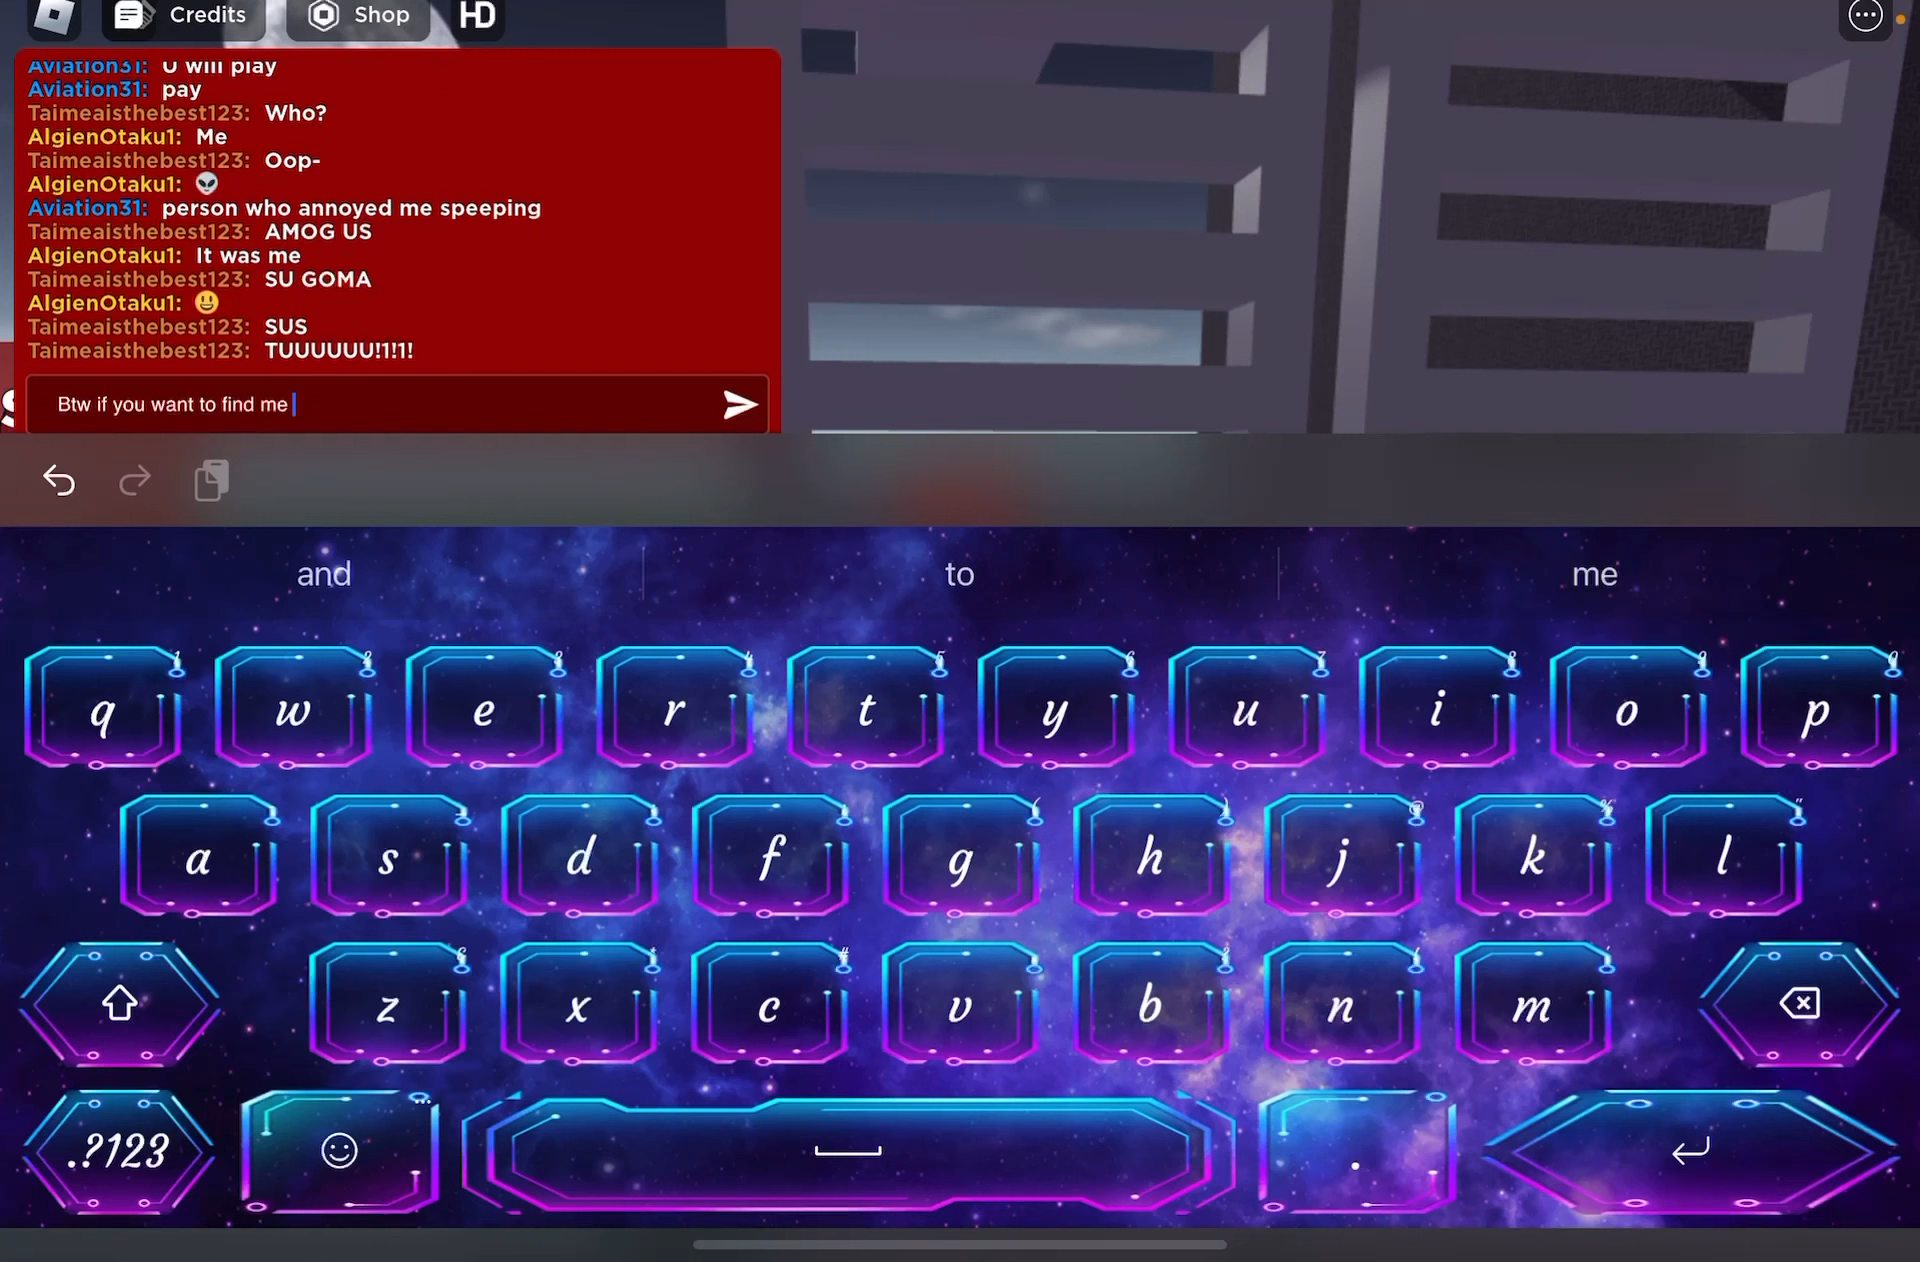 Credits Shop HD
Aviation31: U will play
Aviation31: pay
Taimeaisthebest123: Who?
AlgienOtaku1: Me
Taimeaisthebest123: Oop-
AlgienOtaku1: 👽
Aviation31: person who annoyed me speeping
Taimeaisthebest123: AMOG US
AlgienOtaku1: It was me
Taimeaisthebest123: SU GOMA
AlgienOtaku1: 😃
Taimeaisthebest123: SUS
Taimeaisthebest123: TUUUUUU!1!1!
Btw if you want to find me
and to me
q w e r t y u i o p
a s d f g h j k l
z x c v b n m
.?123 .